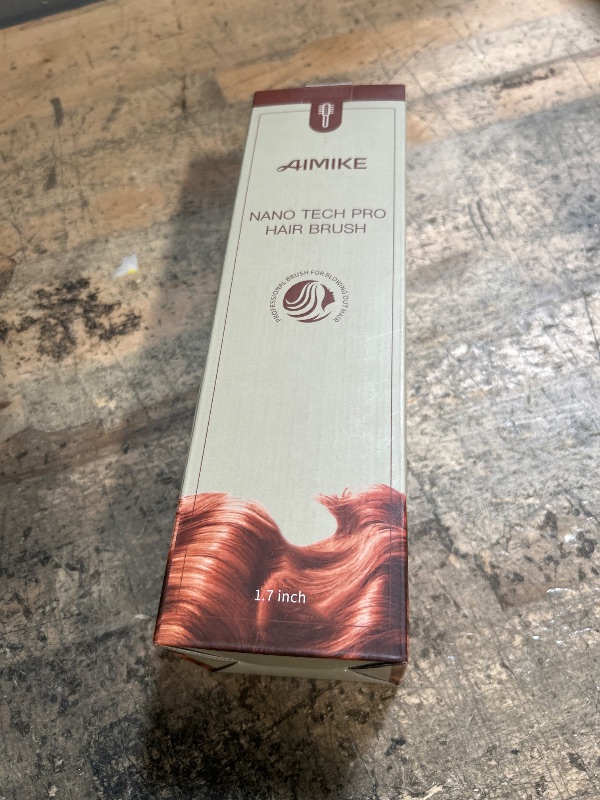 AIMIKE
NANO TECH PRO
HAIR BRUSH
PROFESSIONAL BRUSH FOR BLOWING OUT HAIR
1.7 inch